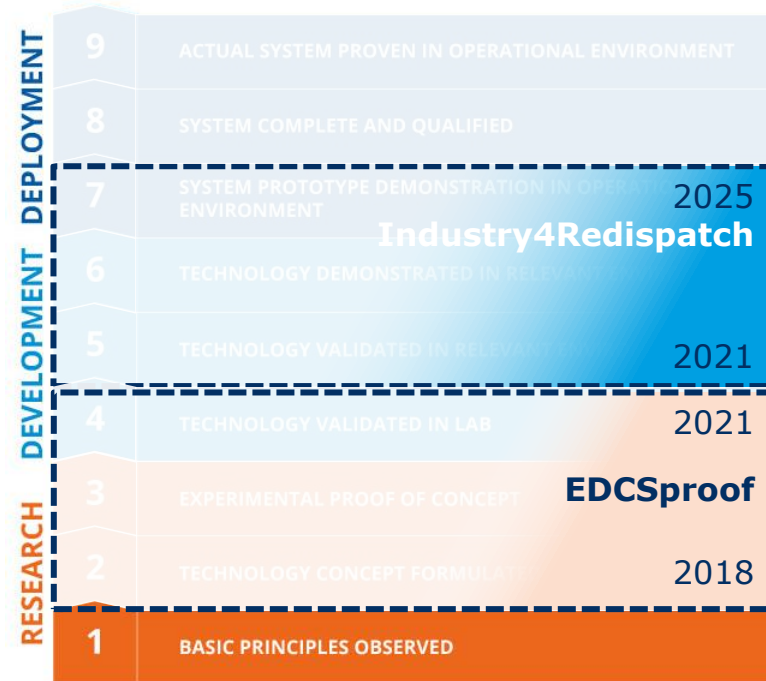 DEPLOYMENT
DEVELOPMENT
RESEARCH
9 ACTUAL SYSTEM PROVEN IN OPERATIONAL ENVIRONMENT
8 SYSTEM COMPLETE AND QUALIFIED
7 SYSTEM PROTOTYPE DEMONSTRATION IN
ENVIRONMENT
2025
Industry4Redispatch
6 TECHNOLOGY DEMONSTRATED IN RELEVANT
5 TECHNOLOGY VALIDATED IN RELEVANT
2021
4 TECHNOLOGY VALIDATED IN LAB
2021
3 EXPERIMENTAL PROOF OF CONCEPT
EDCSproof
2 TECHNOLOGY CONCEPT
2018
1 BASIC PRINCIPLES OBSERVED